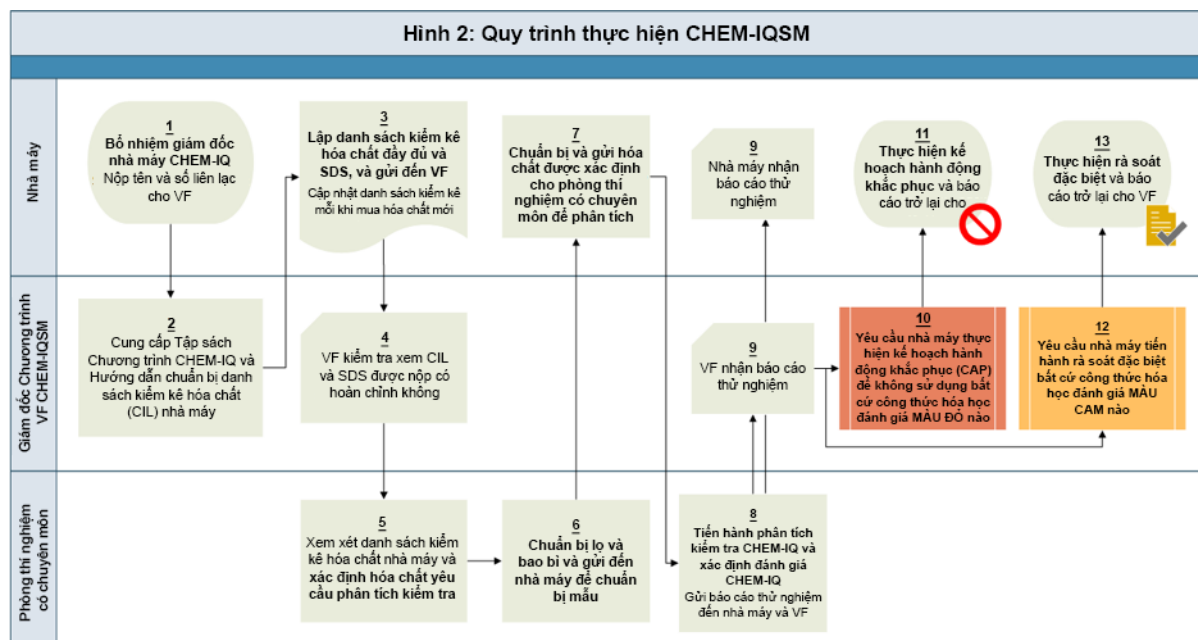 Hình 2: Quy trình thực hiện CHEM-IQSM
Nhà máy
1
Bổ nhiệm giám đốc
nhà máy CHEM-IQ
Nộp tên và số liên lạc
cho VF
3
Lập danh sách kiểm kê
hóa chất đầy đủ và
SDS, và gửi đến VF
Cập nhật danh sách kiểm kê
mỗi khi mua hóa chất mới
7
Chuẩn bị và gửi hóa
chất được xác định
cho phòng thí
nghiệm có chuyên
môn để phân tích
9
Nhà máy nhận
báo cáo thử
nghiệm
11
Thực hiện kế
hoạch hành động
khắc phục và báo
cáo trở lại cho
13
Thực hiện rà soát
đặc biệt và báo
cáo trở lại cho VF
Giám đốc Chương trình
VF CHEM-IQSM
2
Cung cấp Tập sách
Chương trình CHEM-IQ và
Hướng dẫn chuẩn bị danh
sách kiểm kê hóa chất
(CIL) nhà máy
4
VF kiểm tra xem CIL
và SDS được nộp có
hoàn chỉnh không
9
VF nhận báo cáo
thử nghiệm
10
Yêu cầu nhà máy thực
hiện kế hoạch hành
động khắc phục (CAP)
để không sử dụng bất
cứ công thức hóa học
đánh giá MÀU ĐỎ nào
12
Yêu cầu nhà máy tiến
hành rà soát đặc biệt
bất cứ công thức hóa
học đánh giá MÀU
CAM nào
Phòng thí nghiệm
có chuyên môn
5
Xem xét danh sách kiểm
kê hóa chất nhà máy và
xác định hóa chất yêu
cầu phân tích kiểm tra
6
Chuẩn bị lọ và
bao bì và gửi đến
nhà máy để chuẩn
bị mẫu
8
Tiến hành phân tích
kiểm tra CHEM-IQ và
xác định đánh giá
CHEM-IQ
Gửi báo cáo thử nghiệm
đến nhà máy và VF